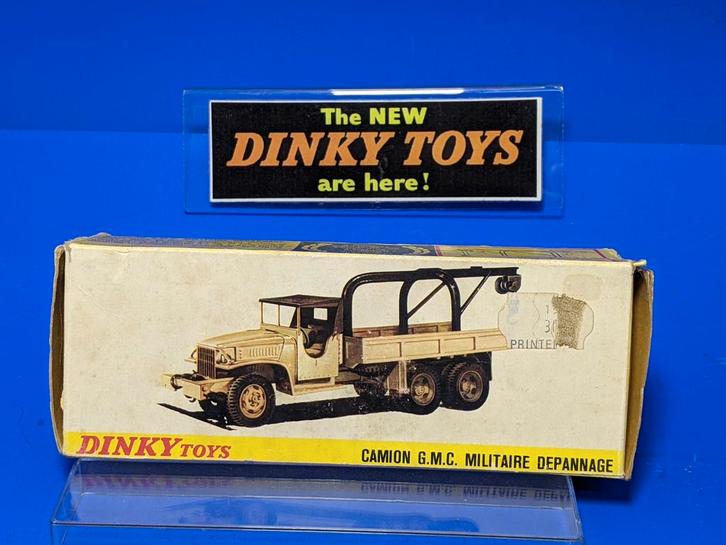 The NEW
DINKY TOYS
are here!
PRINTE
DINKY TOYS
CAMION G.M.C. MILITAIRE DEPANNAGE